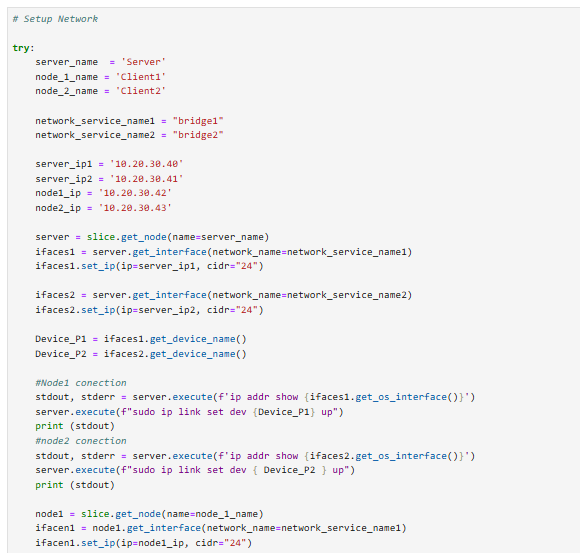 # Setup Network
try:
server_name = 'Server'
node_1_name = 'Client1'
node_2_name = 'Client2'
network_service_name1 = "bridge1"
network_service_name2 = "bridge2"
server_ip1 = '10.20.30.40'
server_ip2 = '10.20.30.41'
node1_ip = '10.20.30.42'
node2_ip = '10.20.30.43'
server = slice.get_node(name=server_name)
ifaces1 = server.get_interface(network_name=network_service_name1)
ifaces1.set_ip(ip=server_ip1, cidr="24")
ifaces2 = server.get_interface(network_name=network_service_name2)
ifaces2.set_ip(ip=server_ip2, cidr="24")
Device_P1 = ifaces1.get_device_name()
Device_P2 = ifaces2.get_device_name()
#Node1 conection
stdout, stderr = server.execute(f'ip addr show {ifaces1.get_os_interface()}')
server.execute(f"sudo ip link set dev {Device_P1} up")
print (stdout)
#node2 conection
stdout, stderr = server.execute(f'ip addr show {ifaces2.get_os_interface()}')
server.execute(f"sudo ip link set dev { Device_P2 } up")
print (stdout)
node1 = slice.get_node(name=node_1_name)
ifacen1 = node1.get_interface(network_name=network_service_name1)
ifacen1.set_ip(ip=node1_ip, cidr="24")